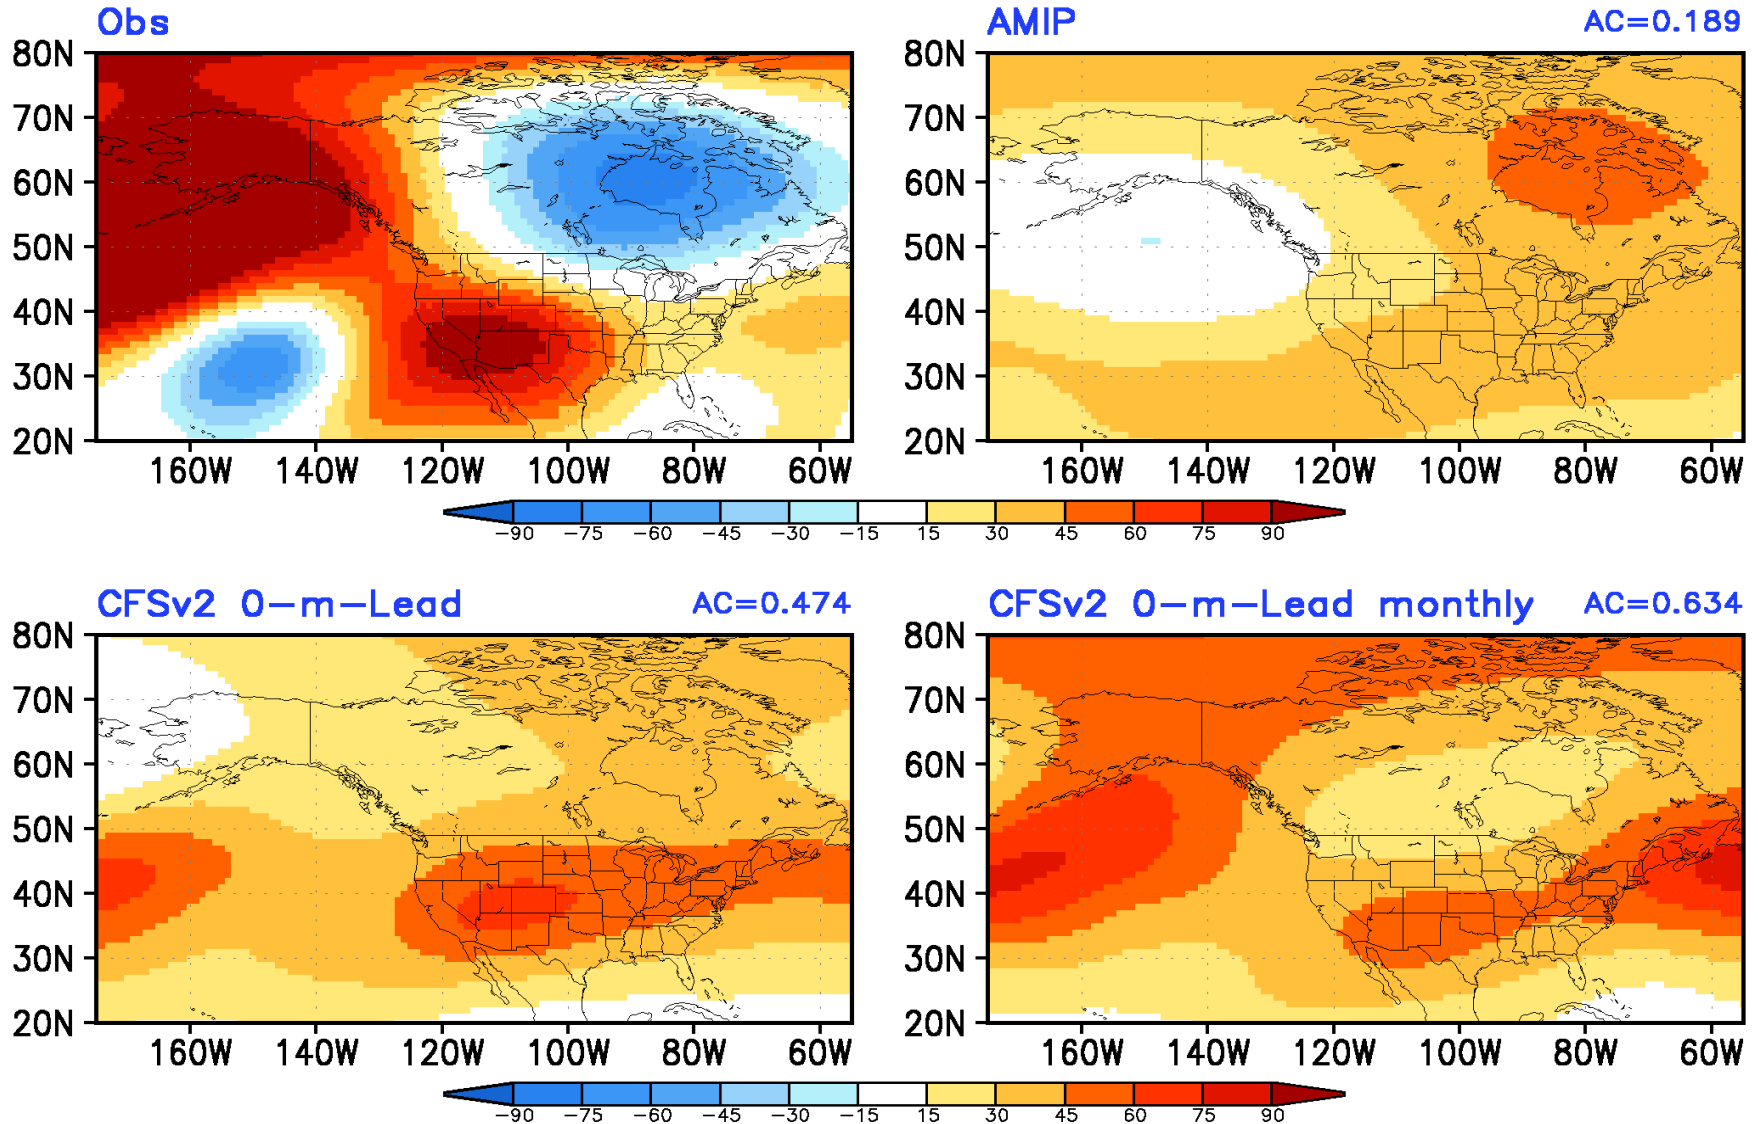 Obs
AMIP AC=0.189
80N 80N
70N 70N
60N 60N
50N 50N
40N 40N
30N 30N
20N 20N
160W 140W 120W 100W 80W 60W 160W 140W 120W 100W 80W 60W
−90 −75 −60 −45 −30 −15 15 30 45 60 75 90
CFSv2 0−m−Lead AC=0.474
CFSv2 0−m−Lead monthly AC=0.634
80N 80N
70N 70N
60N 60N
50N 50N
40N 40N
30N 30N
20N 20N
160W 140W 120W 100W 80W 60W 160W 140W 120W 100W 80W 60W
−90 −75 −60 −45 −30 −15 15 30 45 60 75 90